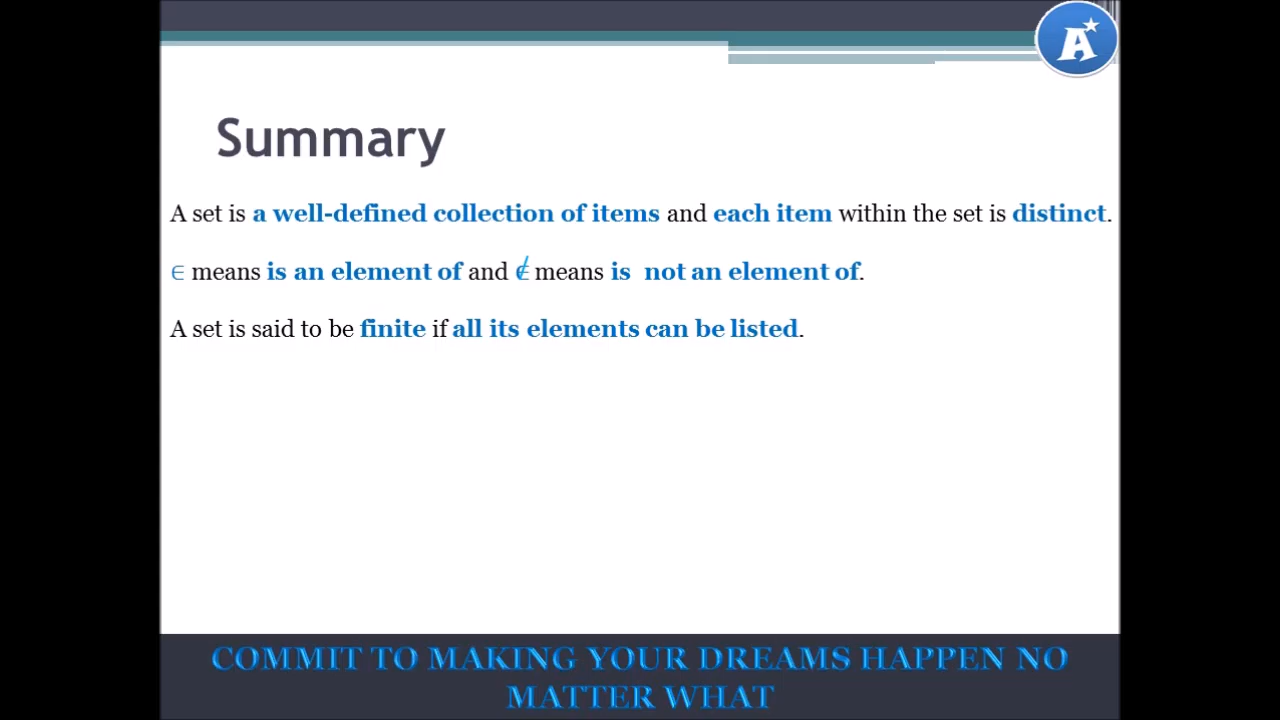 A
Summary
A set is a well-defined collection of items and each item within the set is distinct.
∈ means is an element of and ∉ means is  not an element of.
A set is said to be finite if all its elements can be listed.
COMMIT TO MAKING YOUR DREAMS HAPPEN NO
MATTER WHAT